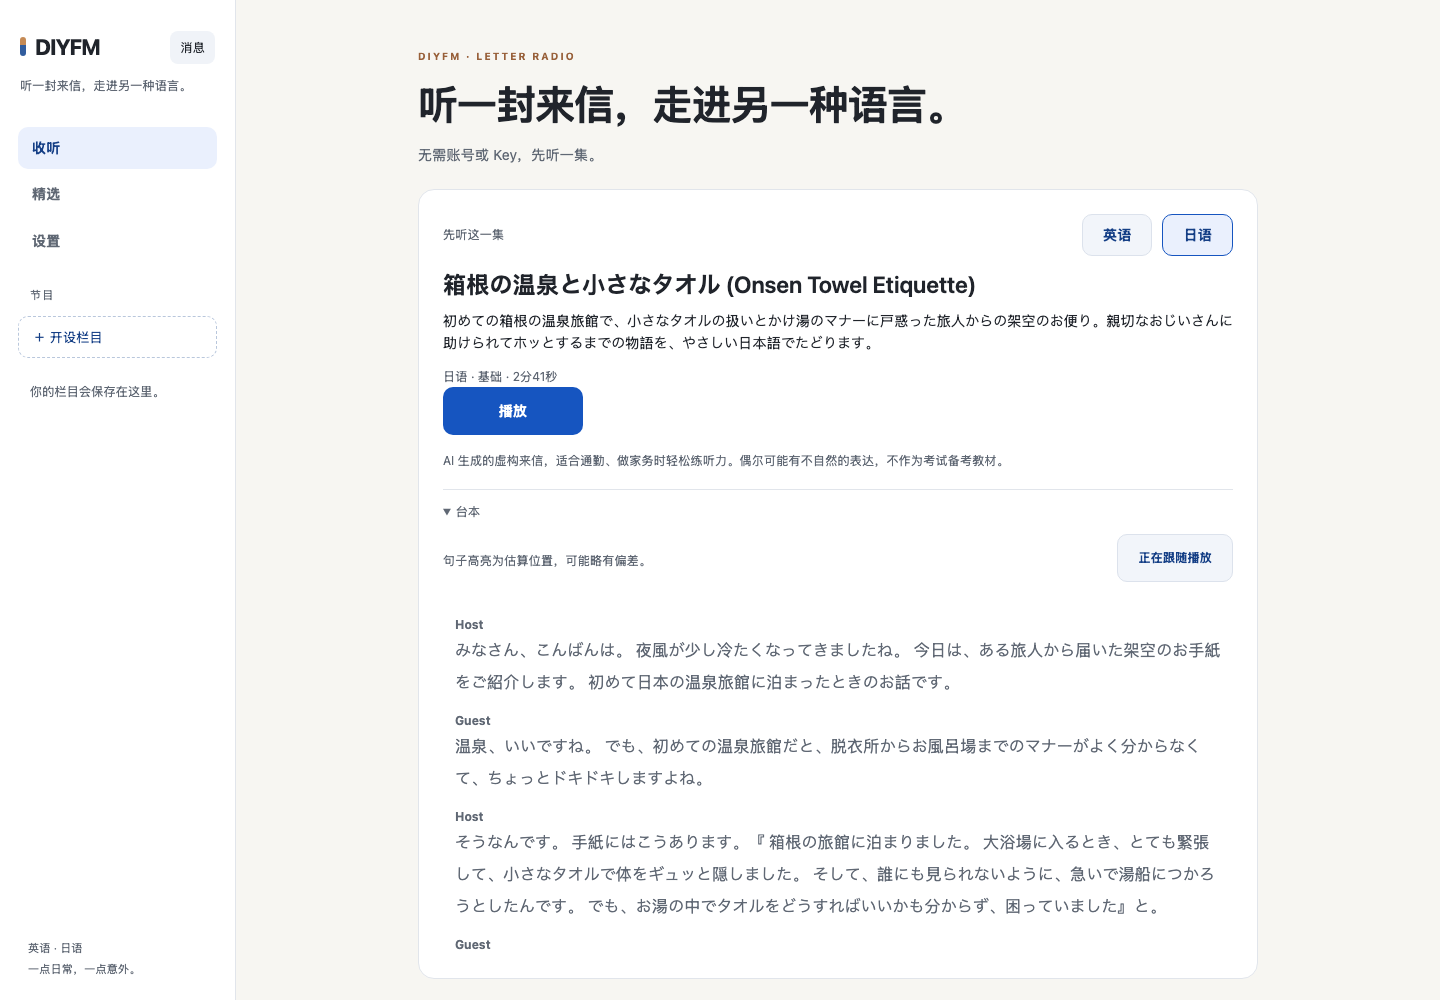 DIYFM
消息
听一封来信，走进另一种语言。
收听
精选
设置
节目
+ 开设栏目
你的栏目会保存在这里。
英语 · 日语
一点日常，一点意外。
DIYFM · LETTER RADIO
听一封来信，走进另一种语言。
无需账号或 Key，先听一集。
先听这一集
英语
日语
箱根の温泉と小さなタオル (Onsen Towel Etiquette)
初めての箱根の温泉旅館で、小さなタオルの扱いとかけ湯のマナーに戸惑った旅人からの架空のお便り。親切なおじいさんに
助けられてホッとするまでの物語を、やさしい日本語でたどります。
日语 · 基础 · 2分41秒
播放
AI 生成的虚构来信，适合通勤、做家务时轻松练听力。偶尔可能有不自然的表达，不作为考试备考教材。
▼ 台本
句子高亮为估算位置，可能略有偏差。
正在跟随播放
Host
みなさん、こんばんは。 夜風が少し冷たくなってきましたね。 今日は、ある旅人から届いた架空のお手紙
をご紹介します。 初めて日本の温泉旅館に泊まったときのお話です。
Guest
温泉、いいですね。 でも、初めての温泉旅館だと、脱衣所からお風呂場までのマナーがよく分からなく
て、ちょっとドキドキしますよね。
Host
そうなんです。 手紙にはこうあります。『 箱根の旅館に泊まりました。 大浴場に入るとき、とても緊張
して、小さなタオルで体をギュッと隠しました。 そして、誰にも見られないように、急いで湯船につかろ
うとしたんです。 でも、お湯の中でタオルをどうすればいいかも分からず、困っていました』と。
Guest